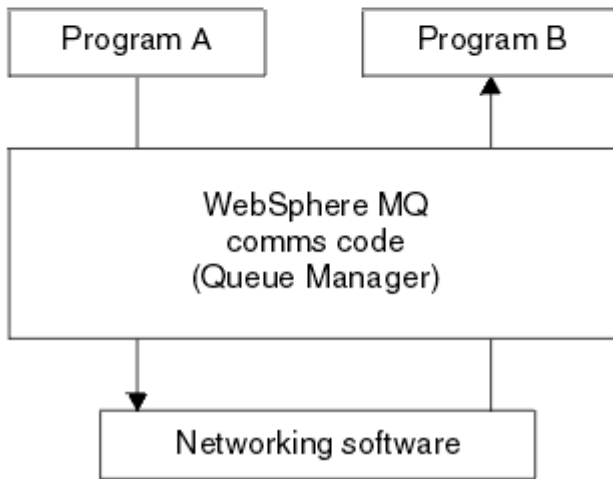 Program A
Program B
WebSphere MQ
comms code
(Queue Manager)
Networking software